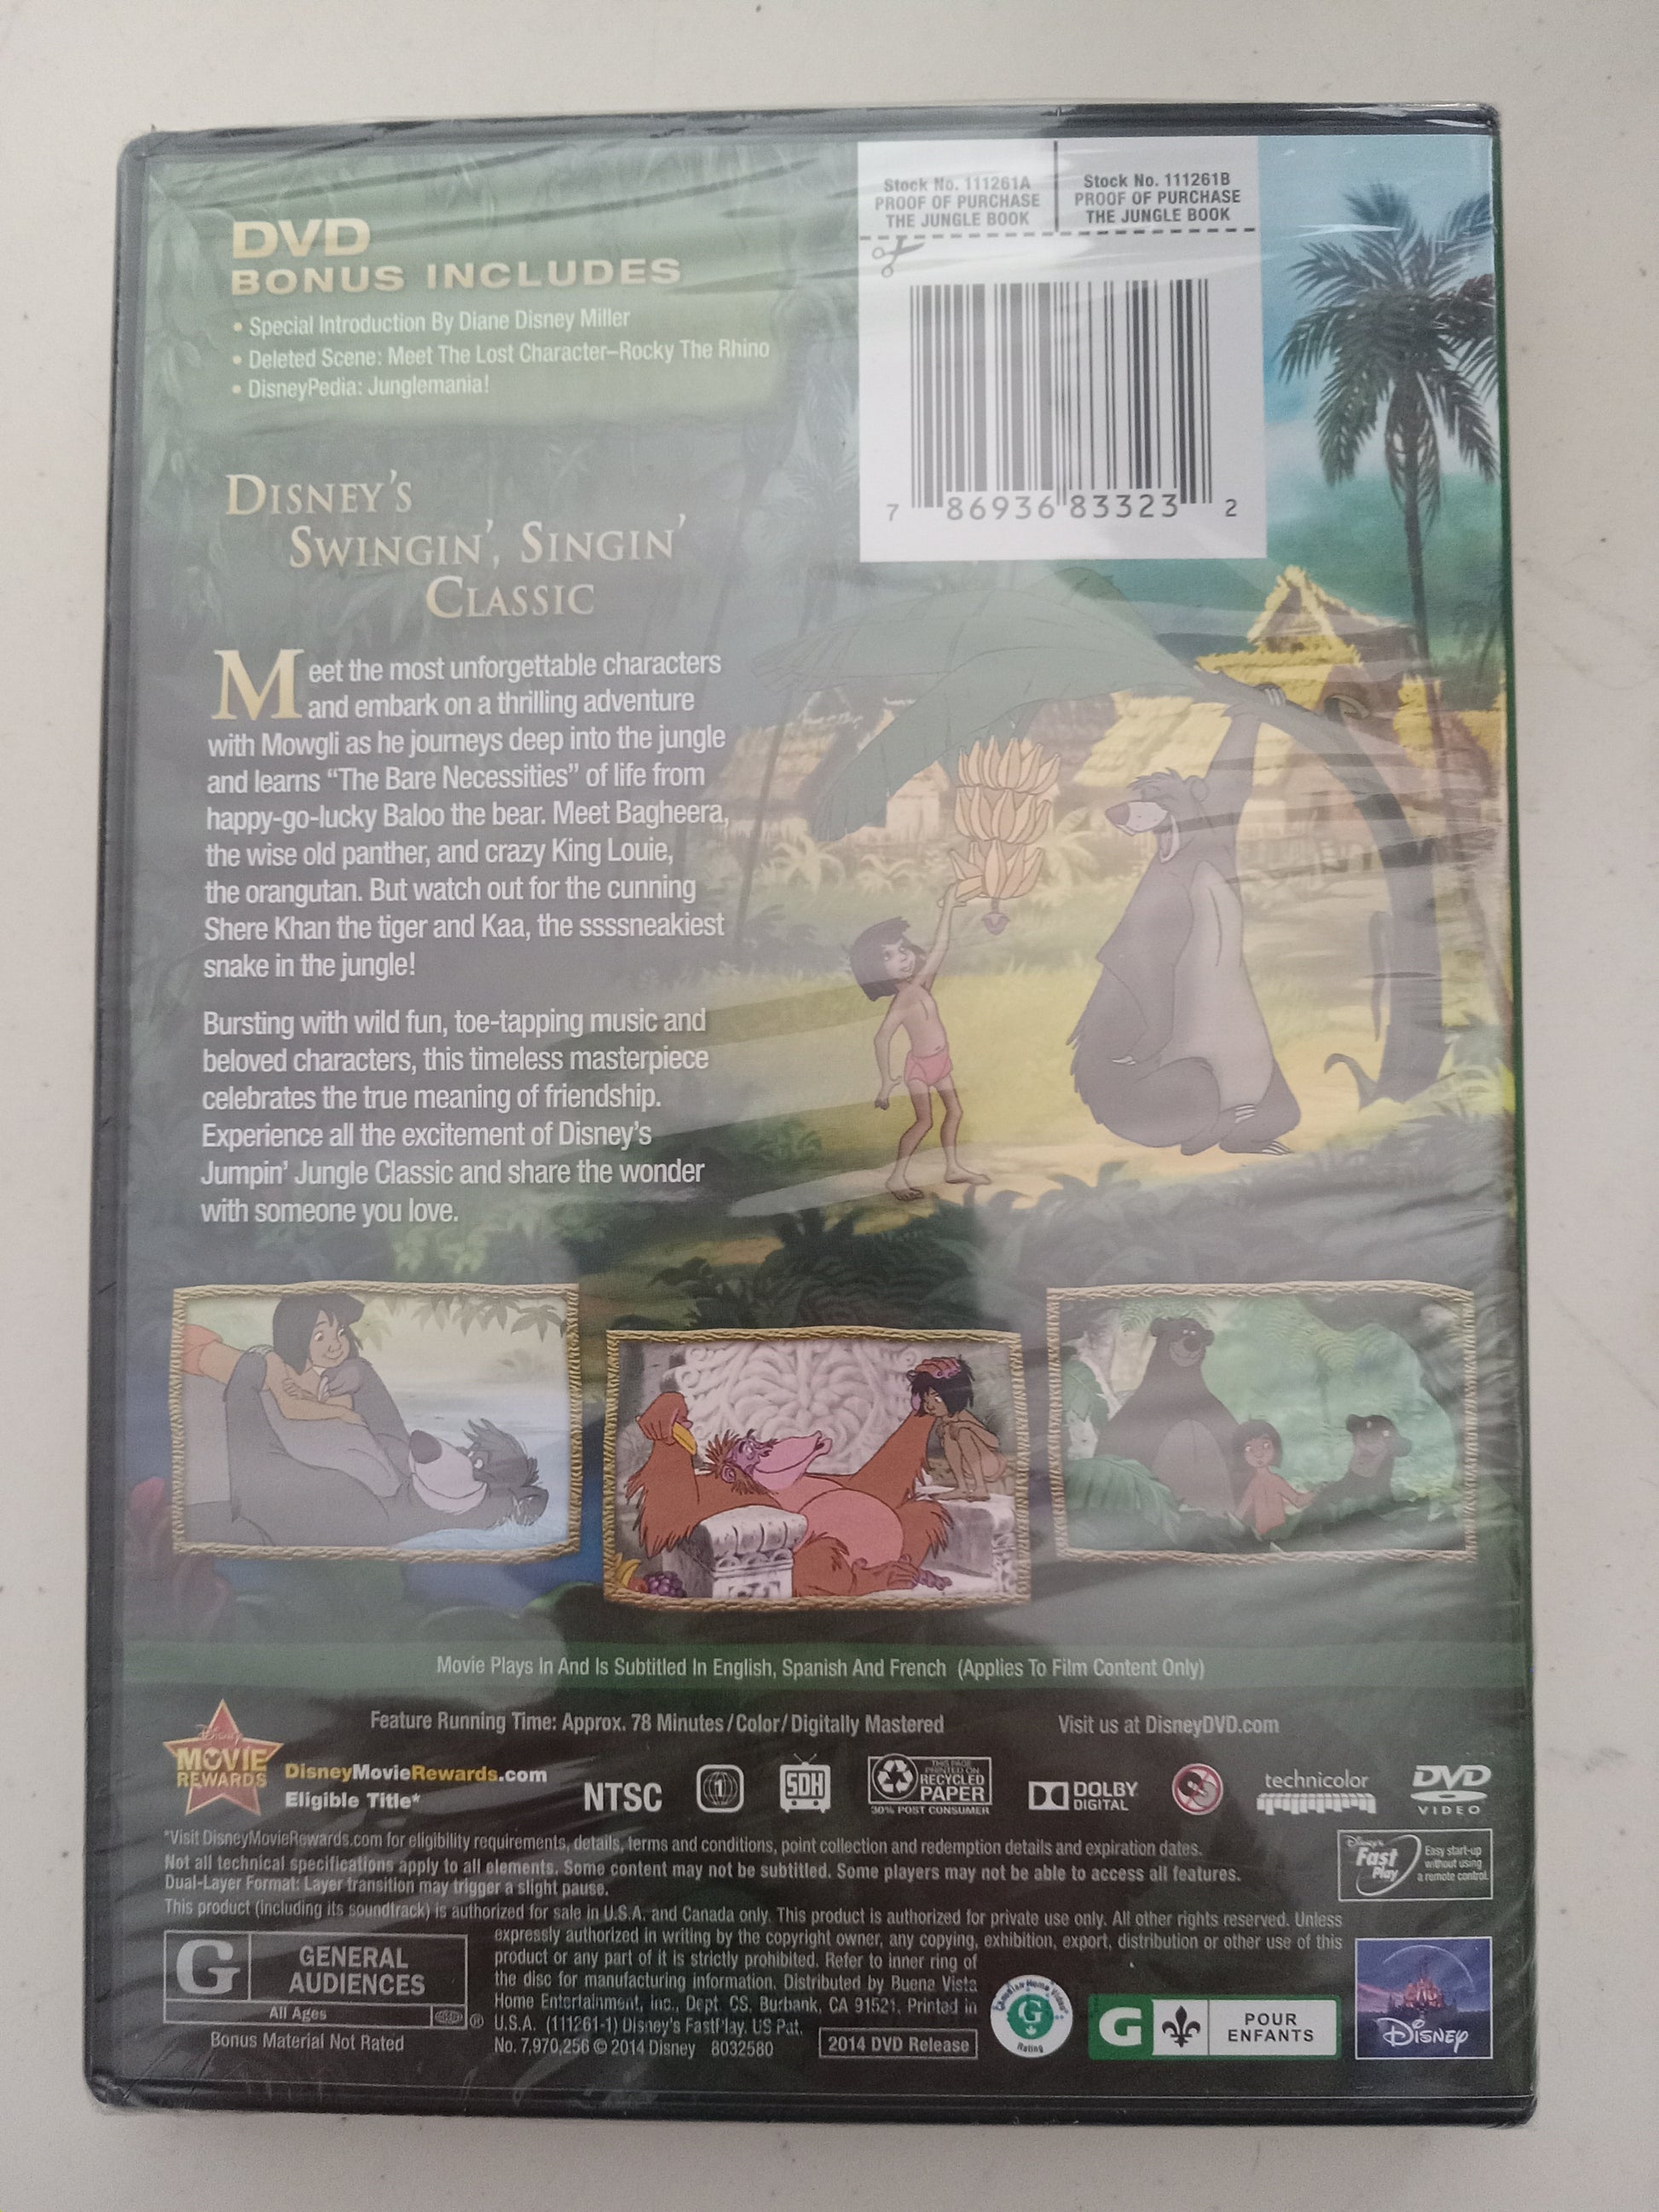 Stock No. 111261A
PROOF OF PURCHASE
THE JUNGLE BOOK
Stock No. 111261B
PROOF OF PURCHASE
THE JUNGLE BOOK
7 86936 83323 2
DVD
BONUS INCLUDES
• Special Introduction By Diane Disney Miller
• Deleted Scene: Meet The Lost Character–Rocky The Rhino
• DisneyPedia: Junglemania!
DISNEY'S
SWINGIN', SINGIN'
CLASSIC
Meet the most unforgettable characters
and embark on a thrilling adventure
with Mowgli as he journeys deep into the jungle
and learns “The Bare Necessities” of life from
happy-go-lucky Baloo the bear. Meet Bagheera,
the wise old panther, and crazy King Louie,
the orangutan. But watch out for the cunning
Shere Khan the tiger and Kaa, the ssssneakiest
snake in the jungle!
Bursting with wild fun, toe-tapping music and
beloved characters, this timeless masterpiece
celebrates the true meaning of friendship.
Experience all the excitement of Disney's
Jumpin' Jungle Classic and share the wonder
with someone you love.
Movie Plays In And Is Subtitled In English, Spanish And French (Applies To Film Content Only)
Feature Running Time: Approx. 78 Minutes/Color/Digitally Mastered
Visit us at DisneyDVD.com
Disney
MOVIE
REWARDS
DisneyMovieRewards.com
Eligible Title*
NTSC
1
SDH
THIS PAGE
PRINTED ON
RECYCLED
PAPER
30% POST CONSUMER
DOLBY
DIGITAL
technicolor
DVD
VIDEO
*Visit DisneyMovieRewards.com for eligibility requirements, details, terms and conditions, point collection and redemption details and expiration dates.
Not all technical specifications apply to all elements. Some content may not be subtitled. Some players may not be able to access all features.
Dual-Layer Format: Layer transition may trigger a slight pause.
Disney's
Fast
Play
Easy start-up
without using
a remote control.
This product (including its soundtrack) is authorized for sale in U.S.A. and Canada only. This product is authorized for private use only. All other rights reserved. Unless
expressly authorized in writing by the copyright owner, any copying, exhibition, export, distribution or other use of this
product or any part of it is strictly prohibited. Refer to inner ring of
the disc for manufacturing information. Distributed by Buena Vista
Home Entertainment, Inc., Dept. CS, Burbank, CA 91521. Printed in
U.S.A. (111261-1) Disney's FastPlay. US Pat.
No. 7,970,256 © 2014 Disney 8032580
2014 DVD Release
G
GENERAL
AUDIENCES
All Ages
®
Bonus Material Not Rated
Canadian Home Video
G
Rating
G
POUR
ENFANTS
DISNEY